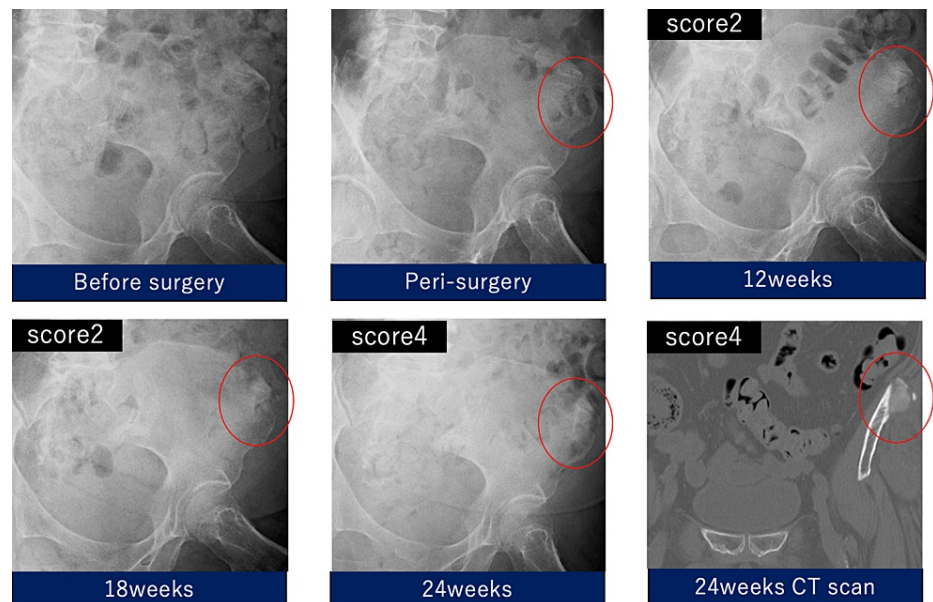 Before surgery
Peri-surgery
score2
12weeks
score2
18weeks
score4
24weeks
score4
24weeks CT scan